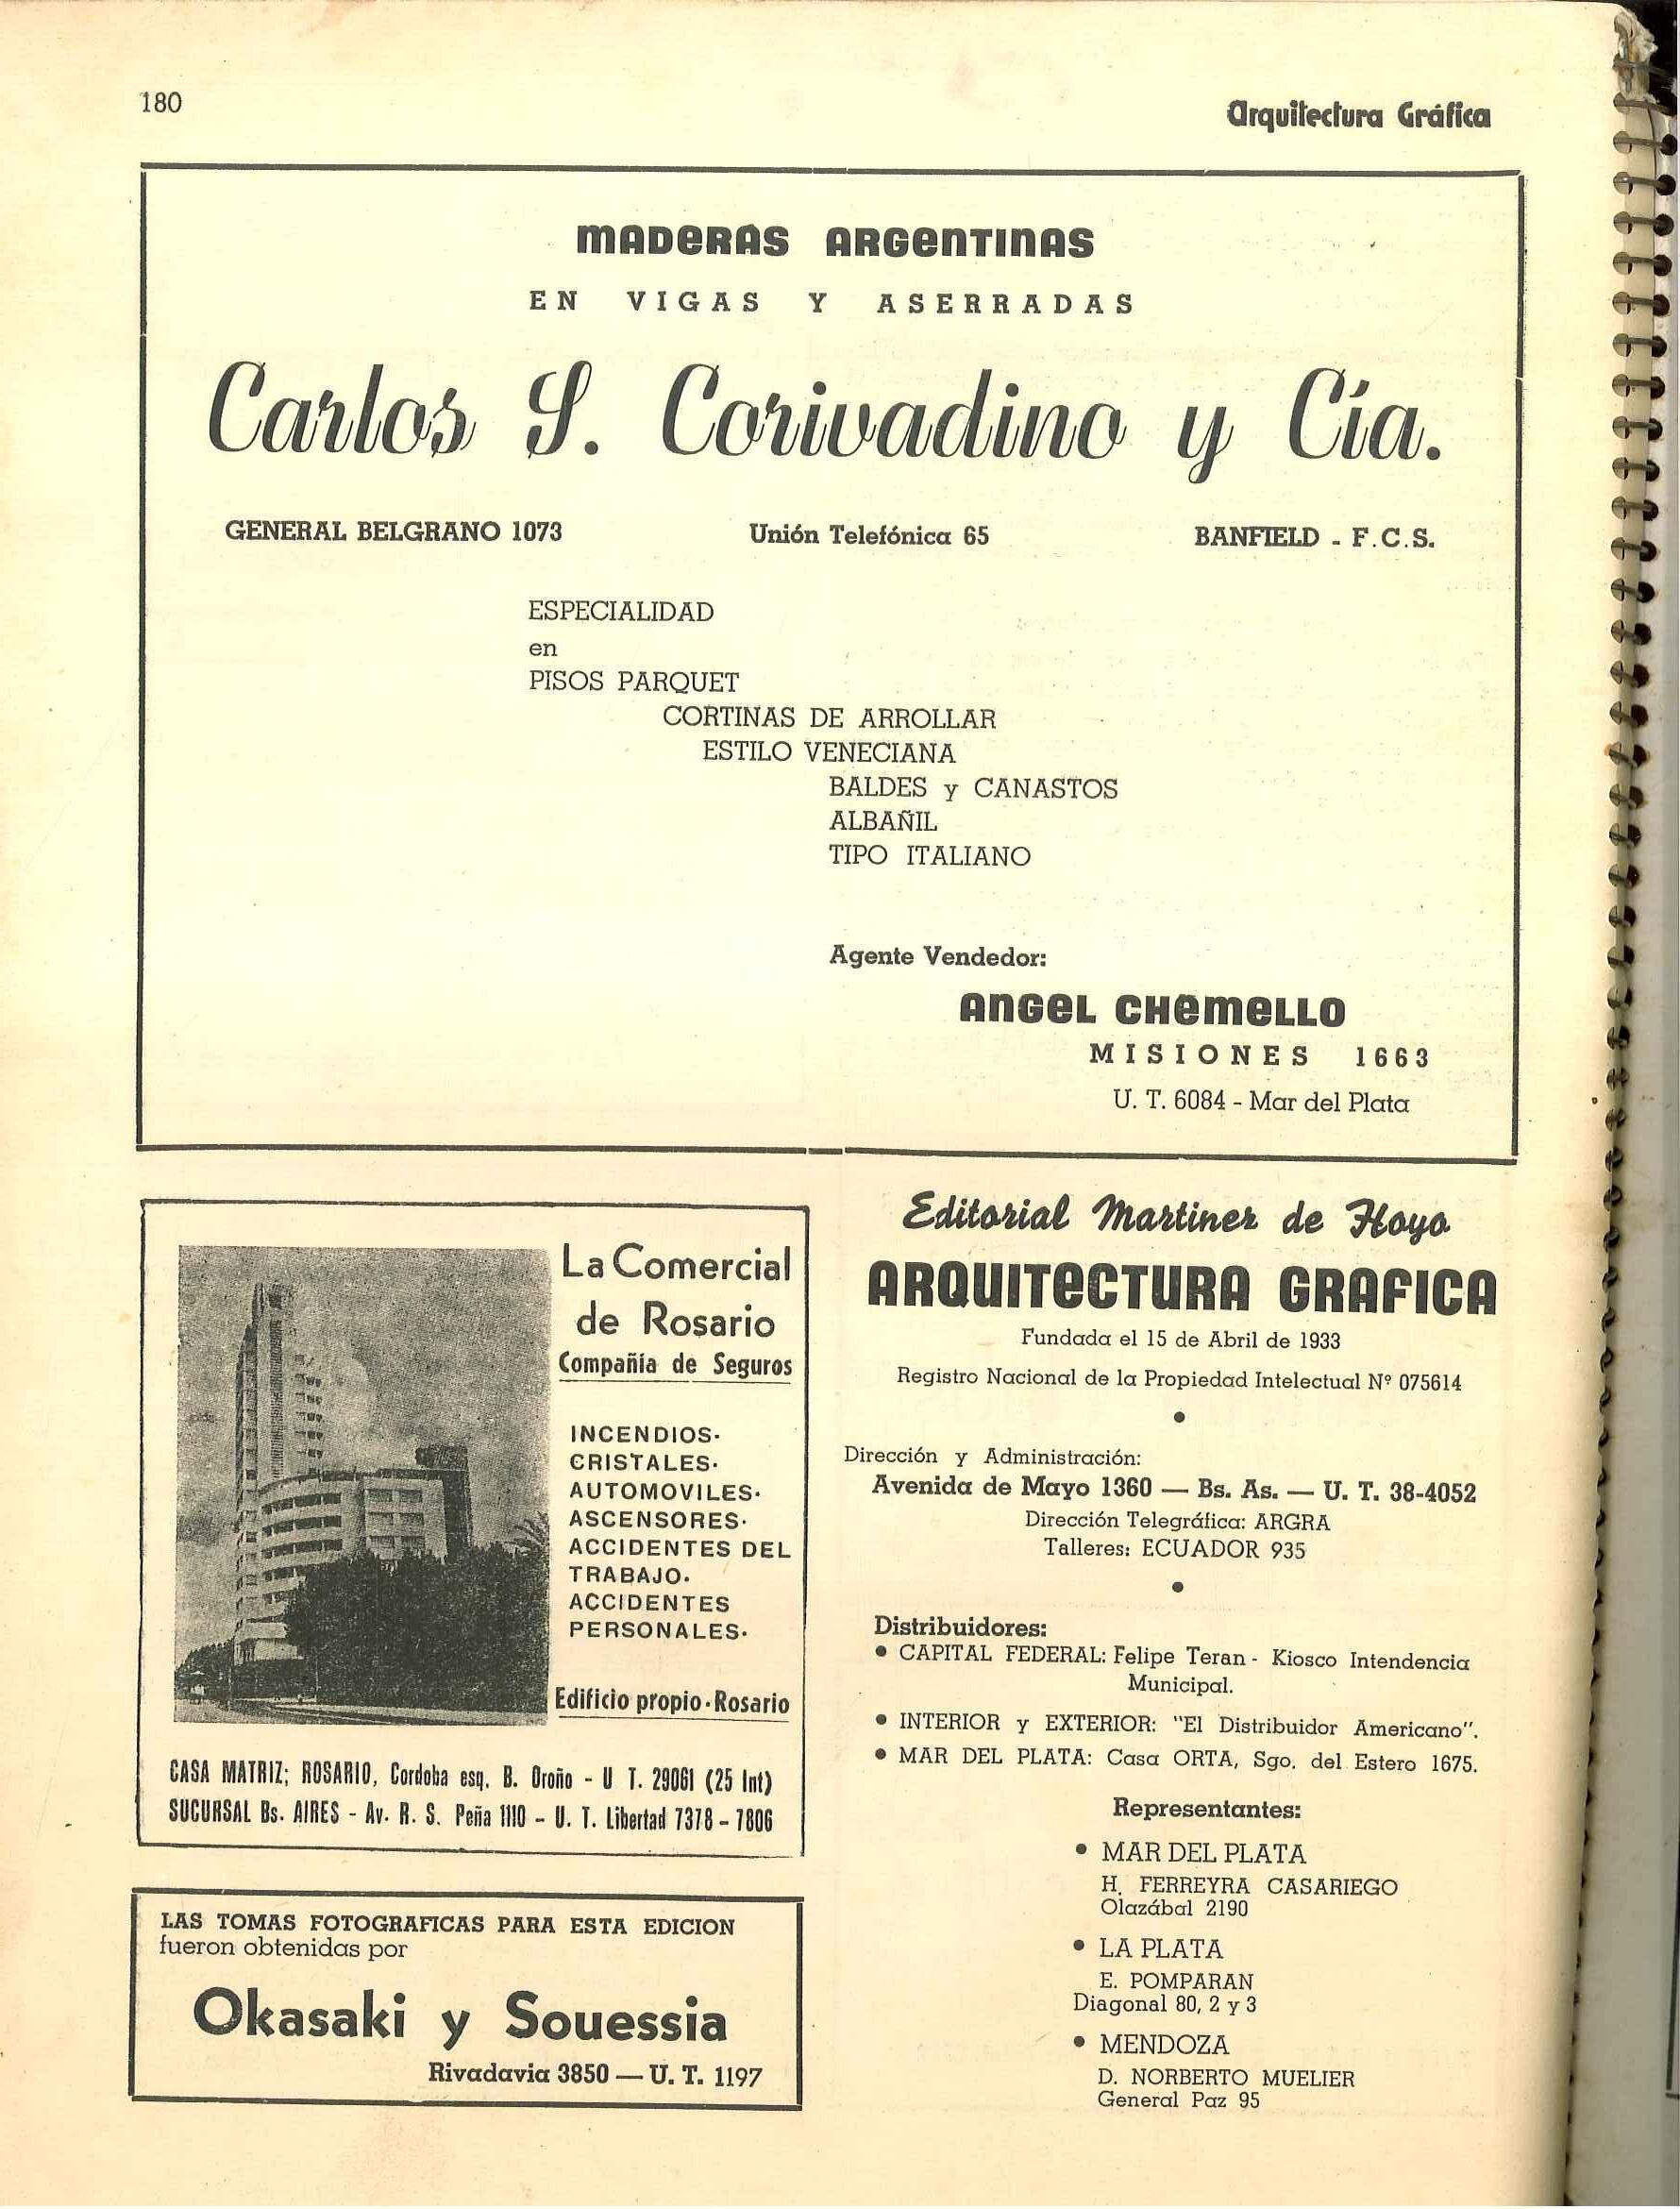 180
Arquitectura Gráfica
MADERAS ARGENTINAS
EN VIGAS Y ASERRADAS
Carlos S. Corivadino y Cía.
GENERAL BELGRANO 1073 Unión Telefónica 65 BANFIELD - F.C.S.
ESPECIALIDAD
en
PISOS PARQUET
CORTINAS DE ARROLLAR
ESTILO VENECIANA
BALDES y CANASTOS
ALBAÑIL
TIPO ITALIANO
Agente Vendedor:
ANGEL CHEMELLO
MISIONES 1663
U. T. 6084 - Mar del Plata
La Comercial
de Rosario
Compañía de Seguros
INCENDIOS.
CRISTALES.
AUTOMOVILES.
ASCENSORES.
ACCIDENTES DEL
TRABAJO.
ACCIDENTES
PERSONALES.
Edificio propio·Rosario
CASA MATRIZ; ROSARIO, Cordoba esq. B. Oroño - U T. 29061 (25 Int)
SUCURSAL Bs. AIRES - Av. R. S. Peña 1110 - U. T. Libertad 7378 - 7806
LAS TOMAS FOTOGRAFICAS PARA ESTA EDICION
fueron obtenidas por
Okasaki y Souessia
Rivadavia 3850 — U. T. 1197
Editorial Martinez de Hoyo
ARQUITECTURA GRAFICA
Fundada el 15 de Abril de 1933
Registro Nacional de la Propiedad Intelectual Nº 075614
Dirección y Administración:
Avenida de Mayo 1360 — Bs. As. — U. T. 38-4052
Dirección Telegráfica: ARGRA
Talleres: ECUADOR 935
Distribuidores:
• CAPITAL FEDERAL: Felipe Teran - Kiosco Intendencia
Municipal.
• INTERIOR y EXTERIOR: "El Distribuidor Americano".
• MAR DEL PLATA: Casa ORTA, Sgo. del Estero 1675.
Representantes:
• MAR DEL PLATA
H. FERREYRA CASARIEGO
Olazábal 2190
• LA PLATA
E. POMPARAN
Diagonal 80, 2 y 3
• MENDOZA
D. NORBERTO MUELIER
General Paz 95